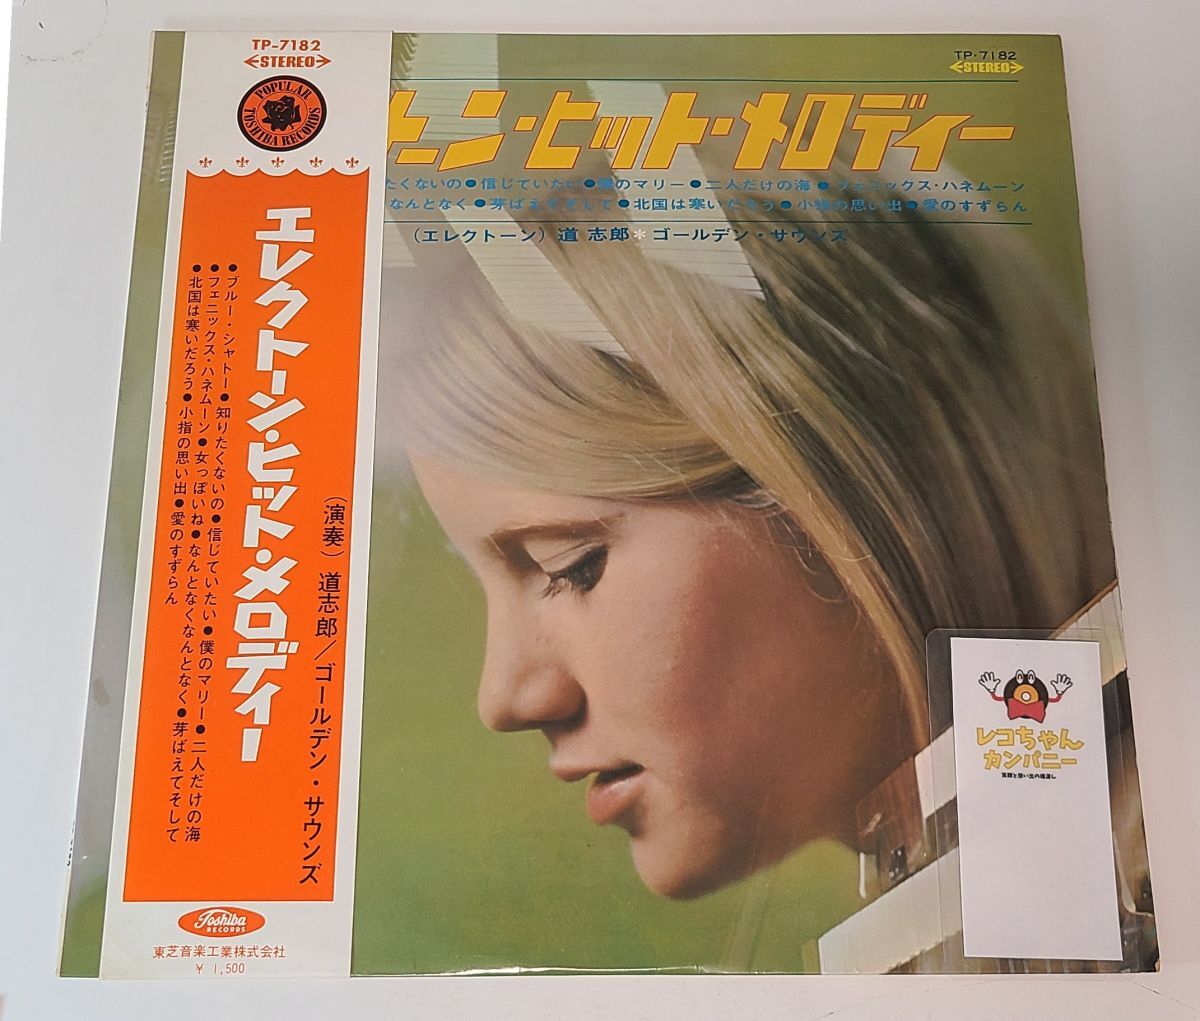 TP-7182
STEREO
POPULAR
TOSHIBA RECORDS
エレクトーン・ヒット・メロディー
●ブルー・シャトー●知りたくないの●信じていたい●僕のマリー●二人だけの海
●フェニックス・ハネムーン●女っぽいね●なんとなくなんとなく●芽ばえてそして
●北国は寒いだろう●小指の思い出●愛のすずらん
(演奏) 道志郎/ゴールデン・サウンズ
Toshiba
RECORDS
東芝音楽工業株式会社
¥ 1,500
TP-7182
STEREO
トーン・ヒット・メロディー
たくないの●信じていたい●僕のマリー●二人だけの海●フェニックス・ハネムーン
なんとなく●芽ばえてそして●北国は寒いだろう●小指の思い出●愛のすずらん
(エレクトーン) 道 志郎*ゴールデン・サウンズ
レコちゃん
カンパニー
笑顔と想い出の橋渡し